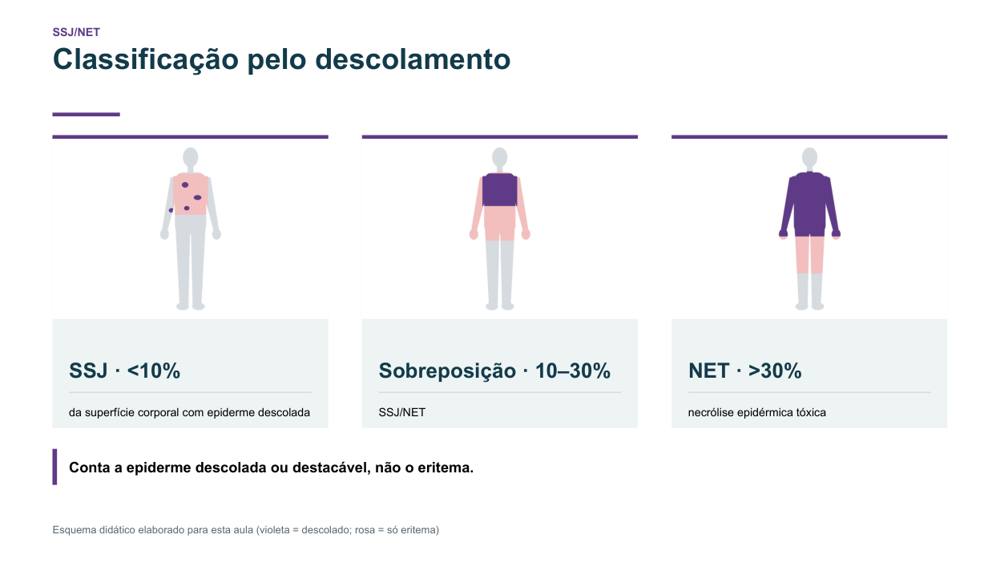 SSJ/NET
Classificação pelo descolamento
SSJ · <10%
da superfície corporal com epiderme descolada
Sobreposição · 10–30%
SSJ/NET
NET · >30%
necrólise epidérmica tóxica
Conta a epiderme descolada ou destacável, não o eritema.
Esquema didático elaborado para esta aula (violeta = descolado; rosa = só eritema)